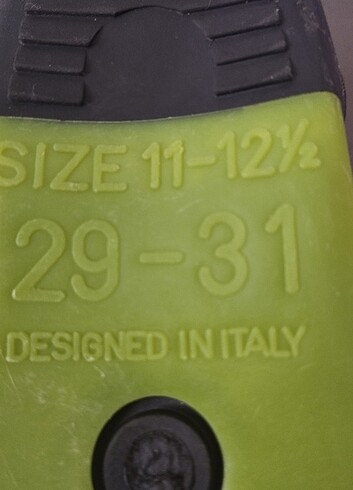 SIZE 11-12½
29-31
DESIGNED IN ITALY